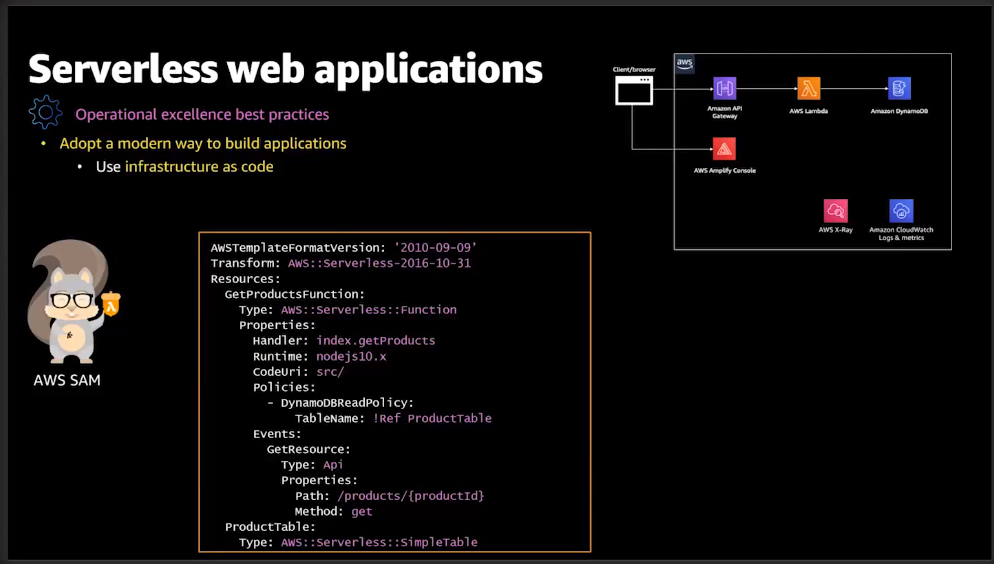 Serverless web applications
Operational excellence best practices
• Adopt a modern way to build applications
• Use infrastructure as code
AWS SAM
AWSTemplateFormatVersion: '2010-09-09'
Transform: AWS::Serverless-2016-10-31
Resources:
  GetProductsFunction:
    Type: AWS::Serverless::Function
    Properties:
      Handler: index.getProducts
      Runtime: nodejs10.x
      CodeUri: src/
      Policies:
        - DynamoDBReadPolicy:
            TableName: !Ref ProductTable
      Events:
        GetResource:
          Type: Api
          Properties:
            Path: /products/{productId}
            Method: get
  ProductTable:
    Type: AWS::Serverless::SimpleTable
Client/browser
aws
Amazon API
Gateway
AWS Lambda
Amazon DynamoDB
AWS Amplify Console
AWS X-Ray
Amazon CloudWatch
Logs & metrics